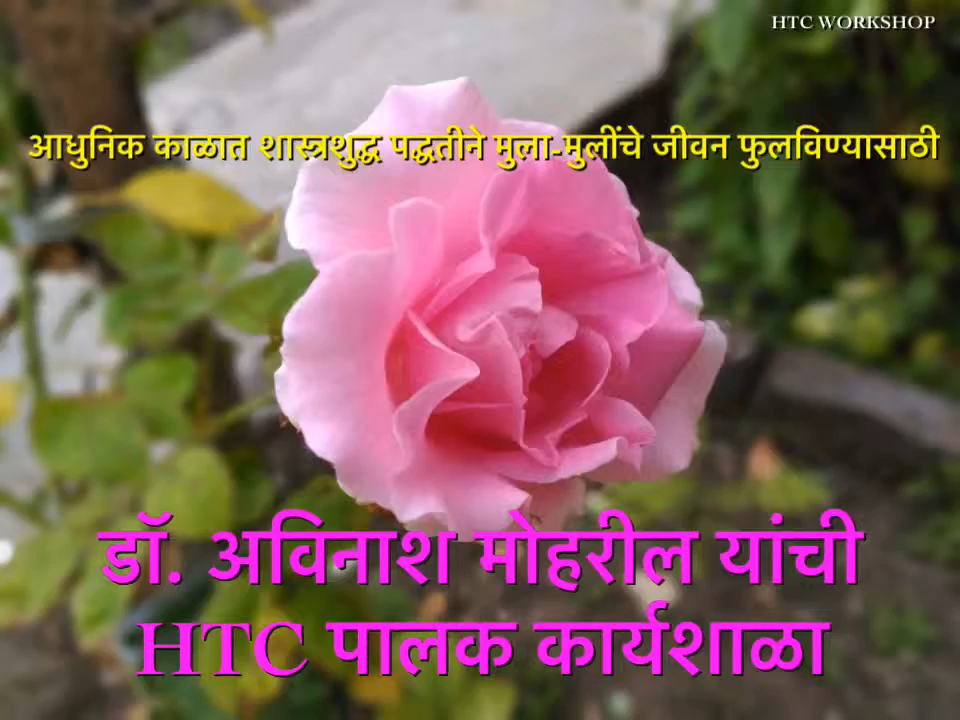 HTC WORKSHOP
आधुनिक काळात शास्त्रशुद्ध पद्धतीने मुला-मुलींचे जीवन फुलविण्यासाठी
डॉ. अविनाश मोहरील यांची
HTC पालक कार्यशाळा